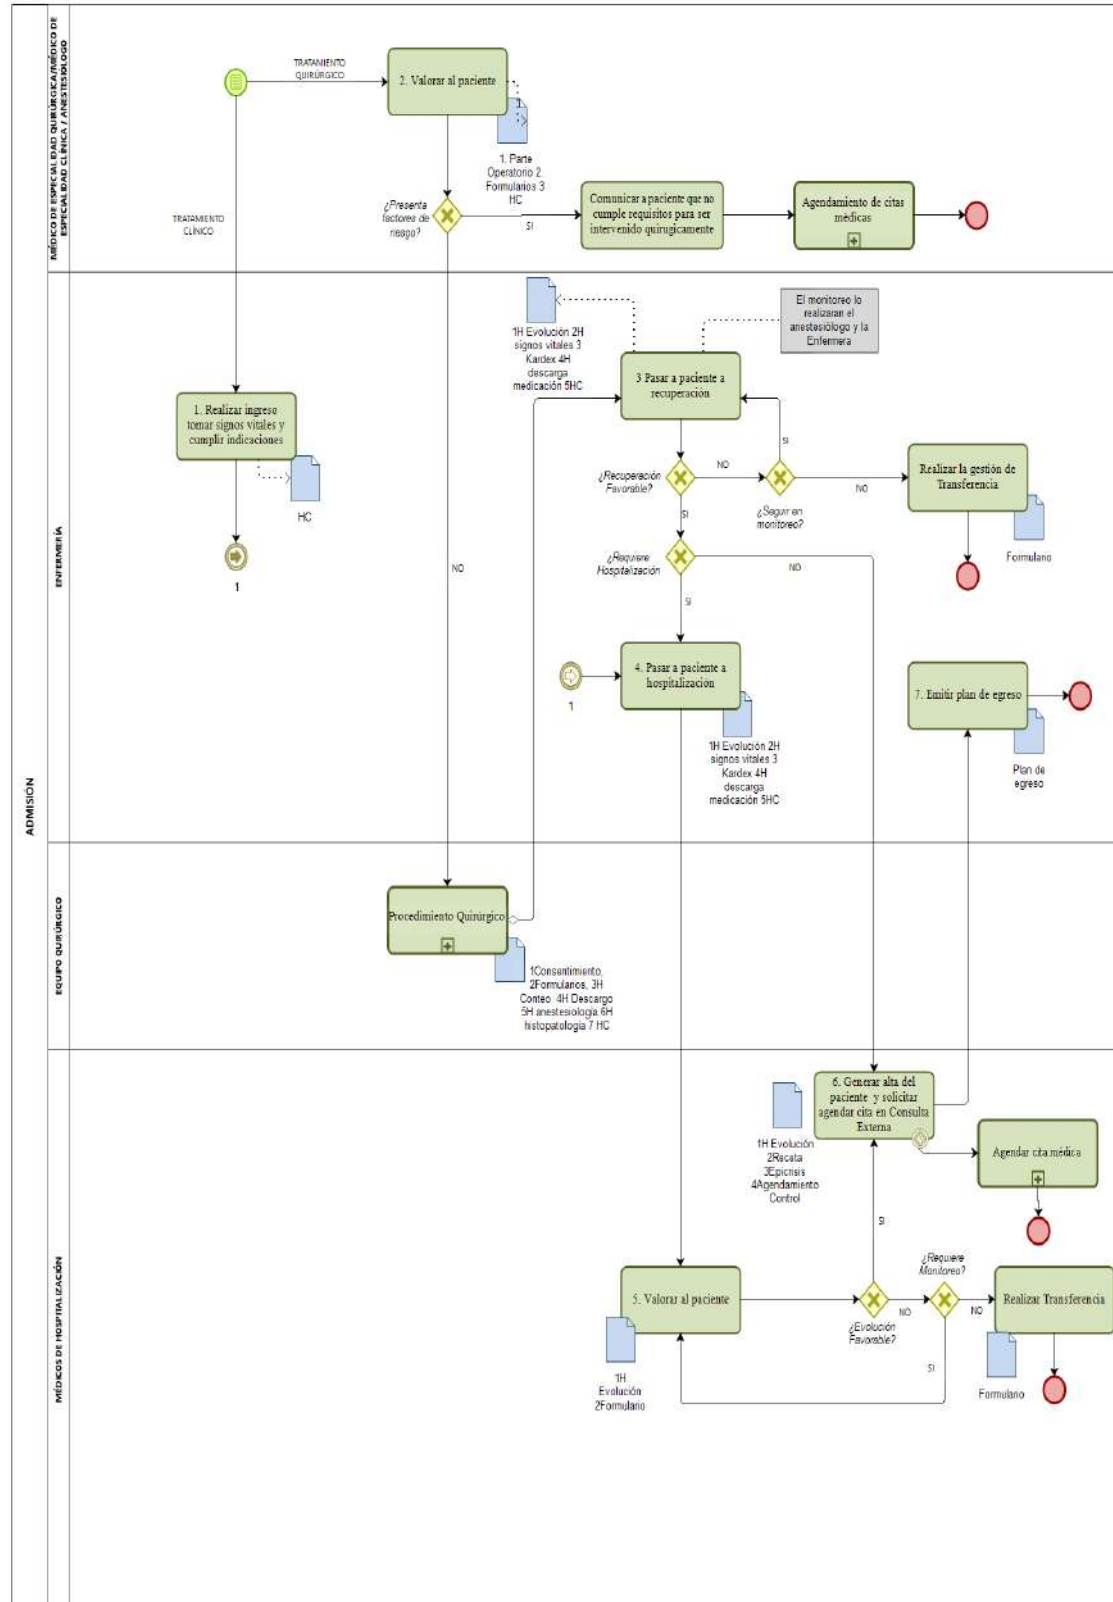 ADMISIÓN
MÉDICO DE ESPECIALIDAD QUIRÚRGICA/MÉDICO DE
ESPECIALIDAD CLÍNICA / ANESTESIOLOGO
TRATAMIENTO
QUIRÚRGICO
2. Valorar al paciente
1. Parte
Operatorio 2
Formularios 3
HC
TRATAMIENTO
CLÍNICO
¿Presenta
factores de
riesgo?
SI
Comunicar a paciente que no
cumple requisitos para ser
intervenido quirugicamente
Agendamiento de citas
médicas
ENFERMERÍA
1H Evolución 2H
signos vitales 3
Kardex 4H
descarga
medicación 5HC
El monitoreo lo
realizaran el
anestesiólogo y la
Enfermera
3 Pasar a paciente a
recuperación
1. Realizar ingreso
tomar signos vitales y
cumplir indicaciones
HC
1
¿Recuperación
Favorable?
NO
SI
¿Seguir en
monitoreo?
NO
Realizar la gestión de
Transferencia
Formulario
SI
¿Requiere
Hospitalización
NO
SI
NO
1
4. Pasar a paciente a
hospitalización
1H Evolución 2H
signos vitales 3
Kardex 4H
descarga
medicación 5HC
7. Emitir plan de egreso
Plan de
egreso
EQUIPO QUIRÚRGICO
Procedimiento Quirúrgico
1Consentimiento,
2Formularios, 3H
Conteo 4H Descargo
5H anestesiología 6H
histopatología 7 HC
MÉDICOS DE HOSPITALIZACIÓN
6. Generar alta del
paciente y solicitar
agendar cita en Consulta
Externa
1H Evolución
2Receta
3Epicrisis
4Agendamiento
Control
Agendar cita médica
SI
¿Requiere
Monitoreo?
5. Valorar al paciente
¿Evolución
Favorable?
NO
NO
Realizar Transferencia
SI
1H
Evolución
2Formulario
Formulario